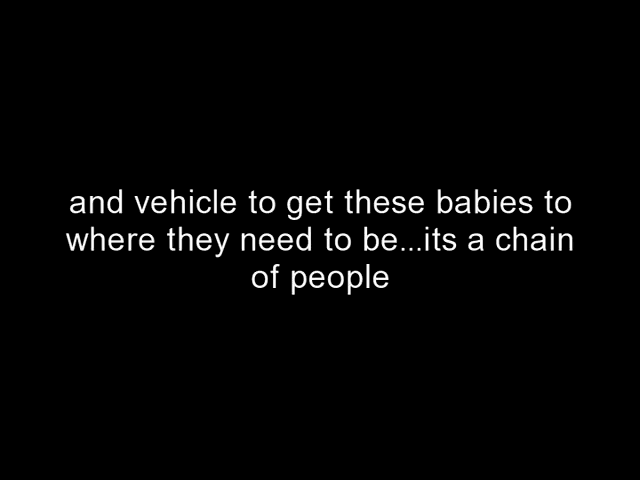 and vehicle to get these babies to
where they need to be...its a chain
of people